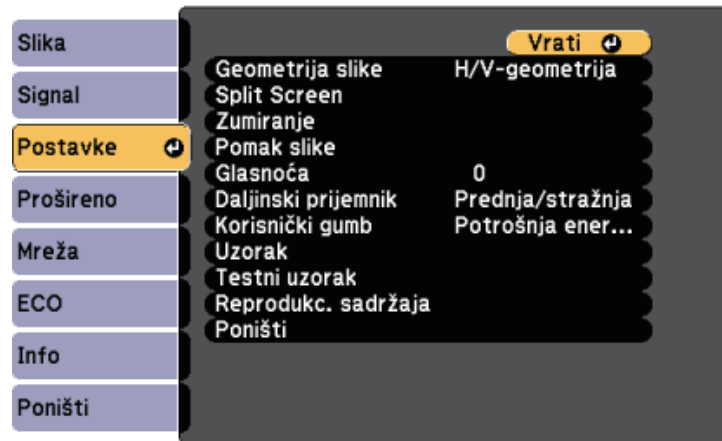 Slika
Signal
Postavke
Prošireno
Mreža
ECO
Info
Poništi
Vrati
Geometrija slike H/V-geometrija
Split Screen
Zumiranje
Pomak slike
Glasnoća 0
Daljinski prijemnik Prednja/stražnja
Korisnički gumb Potrošnja ener...
Uzorak
Testni uzorak
Reprodukc. sadržaja
Poništi